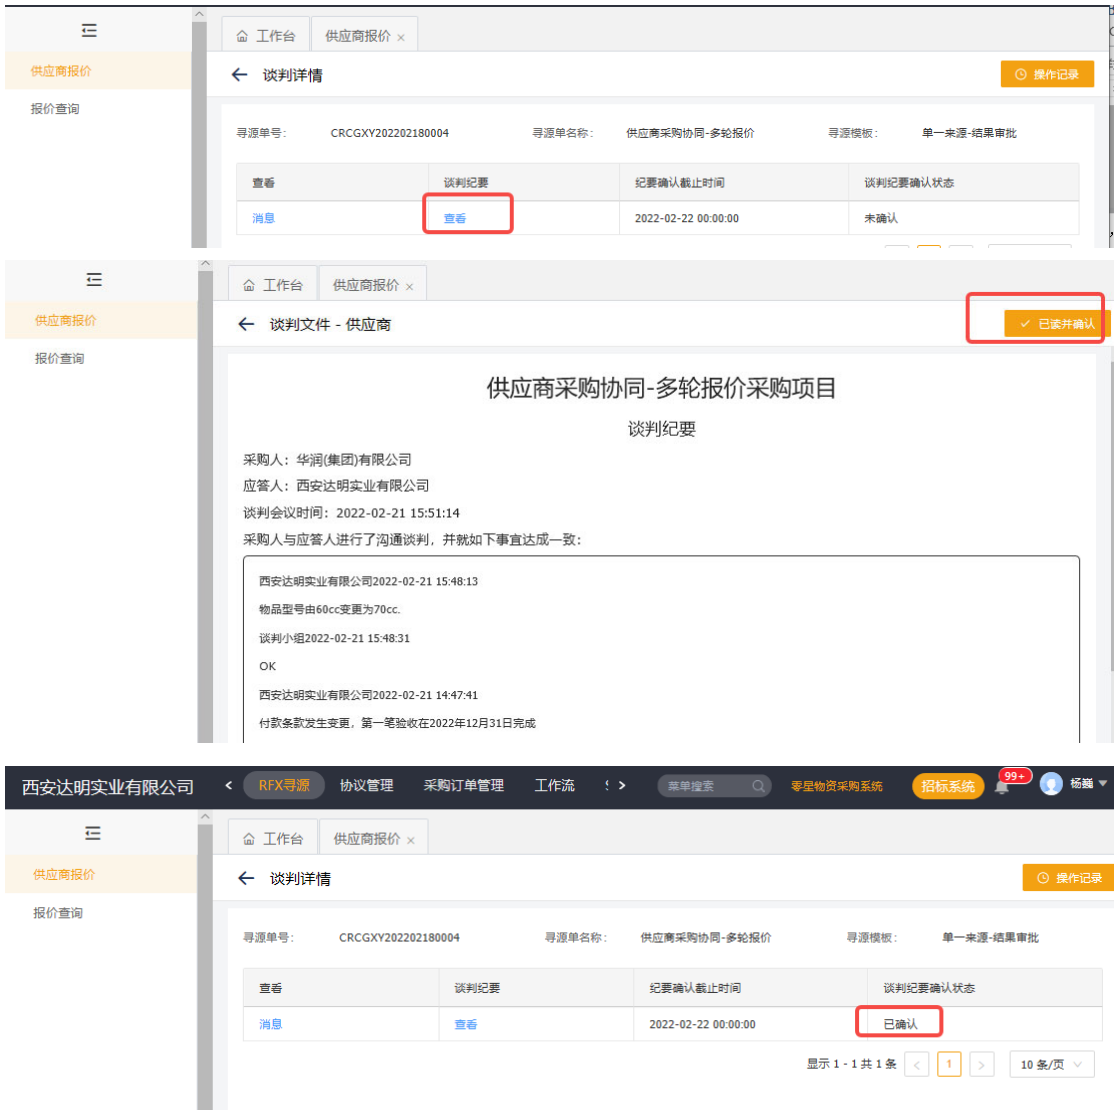 工作台 供应商报价 ×
供应商报价
报价查询
谈判详情 操作记录
寻源单号: CRCGXY202202180004 寻源单名称: 供应商采购协同-多轮报价 寻源模板: 单一来源-结果审批
查看 谈判纪要 纪要确认截止时间 谈判纪要确认状态
消息 查看 2022-02-22 00:00:00 未确认
工作台 供应商报价 ×
供应商报价
报价查询
谈判文件 - 供应商 已读并确认
供应商采购协同-多轮报价采购项目
谈判纪要
采购人：华润(集团)有限公司
应答人：西安达明实业有限公司
谈判会议时间：2022-02-21 15:51:14
采购人与应答人进行了沟通谈判，并就如下事宜达成一致：
西安达明实业有限公司2022-02-21 15:48:13
物品型号由60cc变更为70cc.
谈判小组2022-02-21 15:48:31
OK
西安达明实业有限公司2022-02-21 14:47:41
付款条款发生变更，第一笔验收在2022年12月31日完成
西安达明实业有限公司 < RFX寻源 协议管理 采购订单管理 工作流 > 菜单搜索 零星物资采购系统 招标系统 99+ 杨巍
工作台 供应商报价 ×
供应商报价
报价查询
谈判详情 操作记录
寻源单号: CRCGXY202202180004 寻源单名称: 供应商采购协同-多轮报价 寻源模板: 单一来源-结果审批
查看 谈判纪要 纪要确认截止时间 谈判纪要确认状态
消息 查看 2022-02-22 00:00:00 已确认
显示 1 - 1 共 1 条 < 1 > 10 条/页